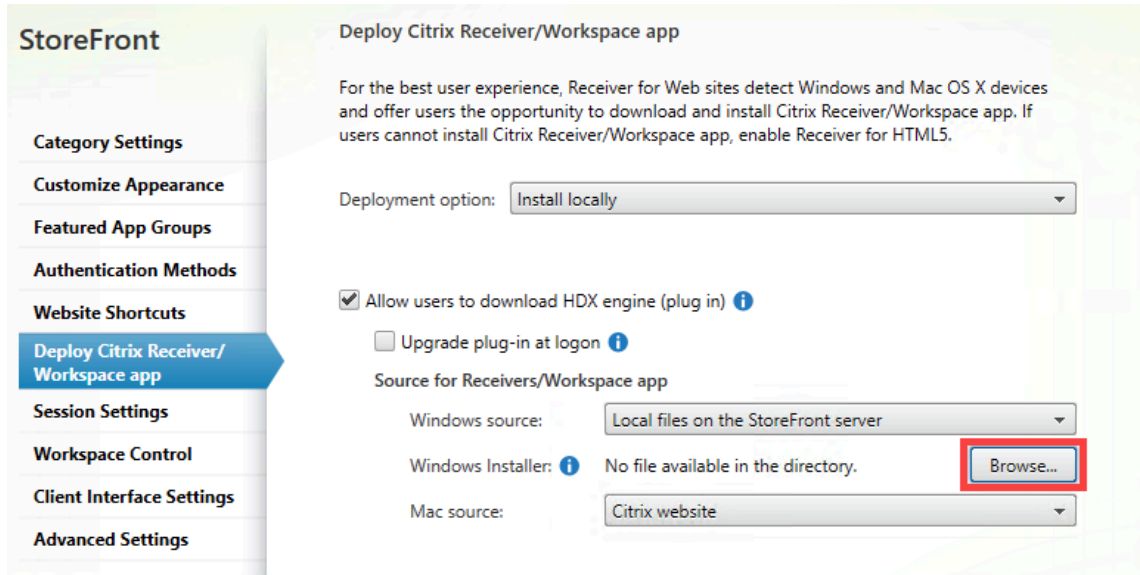 StoreFront
Category Settings
Customize Appearance
Featured App Groups
Authentication Methods
Website Shortcuts
Deploy Citrix Receiver/
Workspace app
Session Settings
Workspace Control
Client Interface Settings
Advanced Settings
Deploy Citrix Receiver/Workspace app
For the best user experience, Receiver for Web sites detect Windows and Mac OS X devices
and offer users the opportunity to download and install Citrix Receiver/Workspace app. If
users cannot install Citrix Receiver/Workspace app, enable Receiver for HTML5.
Deployment option: Install locally
Allow users to download HDX engine (plug in)
Upgrade plug-in at logon
Source for Receivers/Workspace app
Windows source: Local files on the StoreFront server
Windows Installer: No file available in the directory. Browse...
Mac source: Citrix website